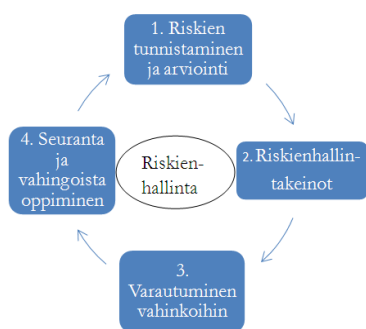 1. Riskien
tunnistaminen
ja arviointi
2. Riskienhallin-
takeinot
3.
Varautuminen
vahinkoihin
4. Seuranta
ja
vahingoista
oppiminen
Riskien-
hallinta